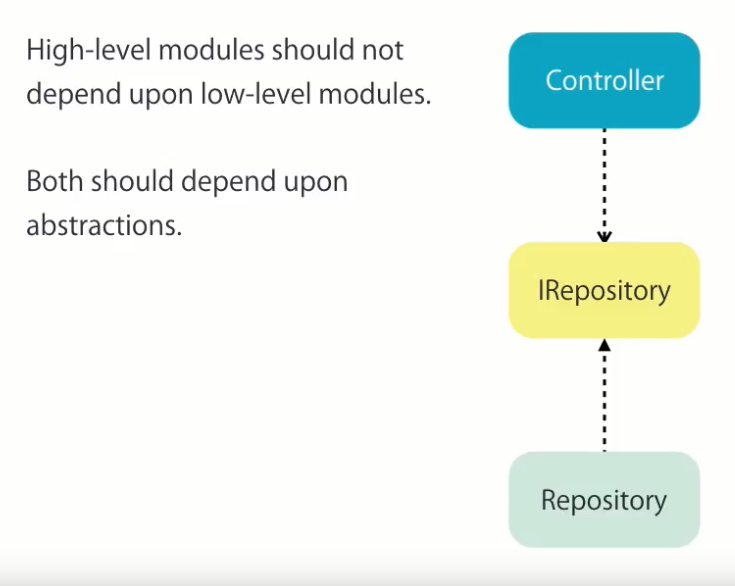 High-level modules should not
depend upon low-level modules.
Both should depend upon
abstractions.
Controller
IRepository
Repository